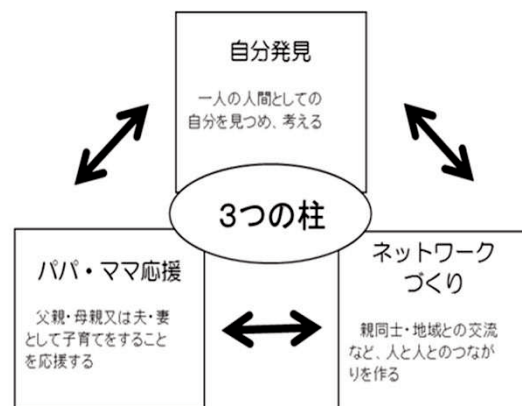 自分発見
一人の人間としての
自分を見つめ、考える
3つの柱
パパ・ママ応援
父親・母親又は夫・妻
として子育てをすること
を応援する
ネットワーク
づくり
親同士・地域との交流
など、人と人とのつなが
りを作る